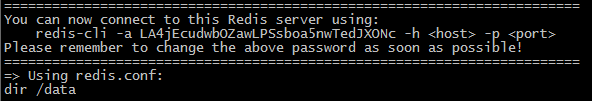 ========================================================================
You can now connect to this Redis server using:
    redis-cli -a LA4jEcudwbOZawLPSsboa5nwTedJXONc -h <host> -p <port>
Please remember to change the above password as soon as possible!
========================================================================
=> Using redis.conf:
dir /data